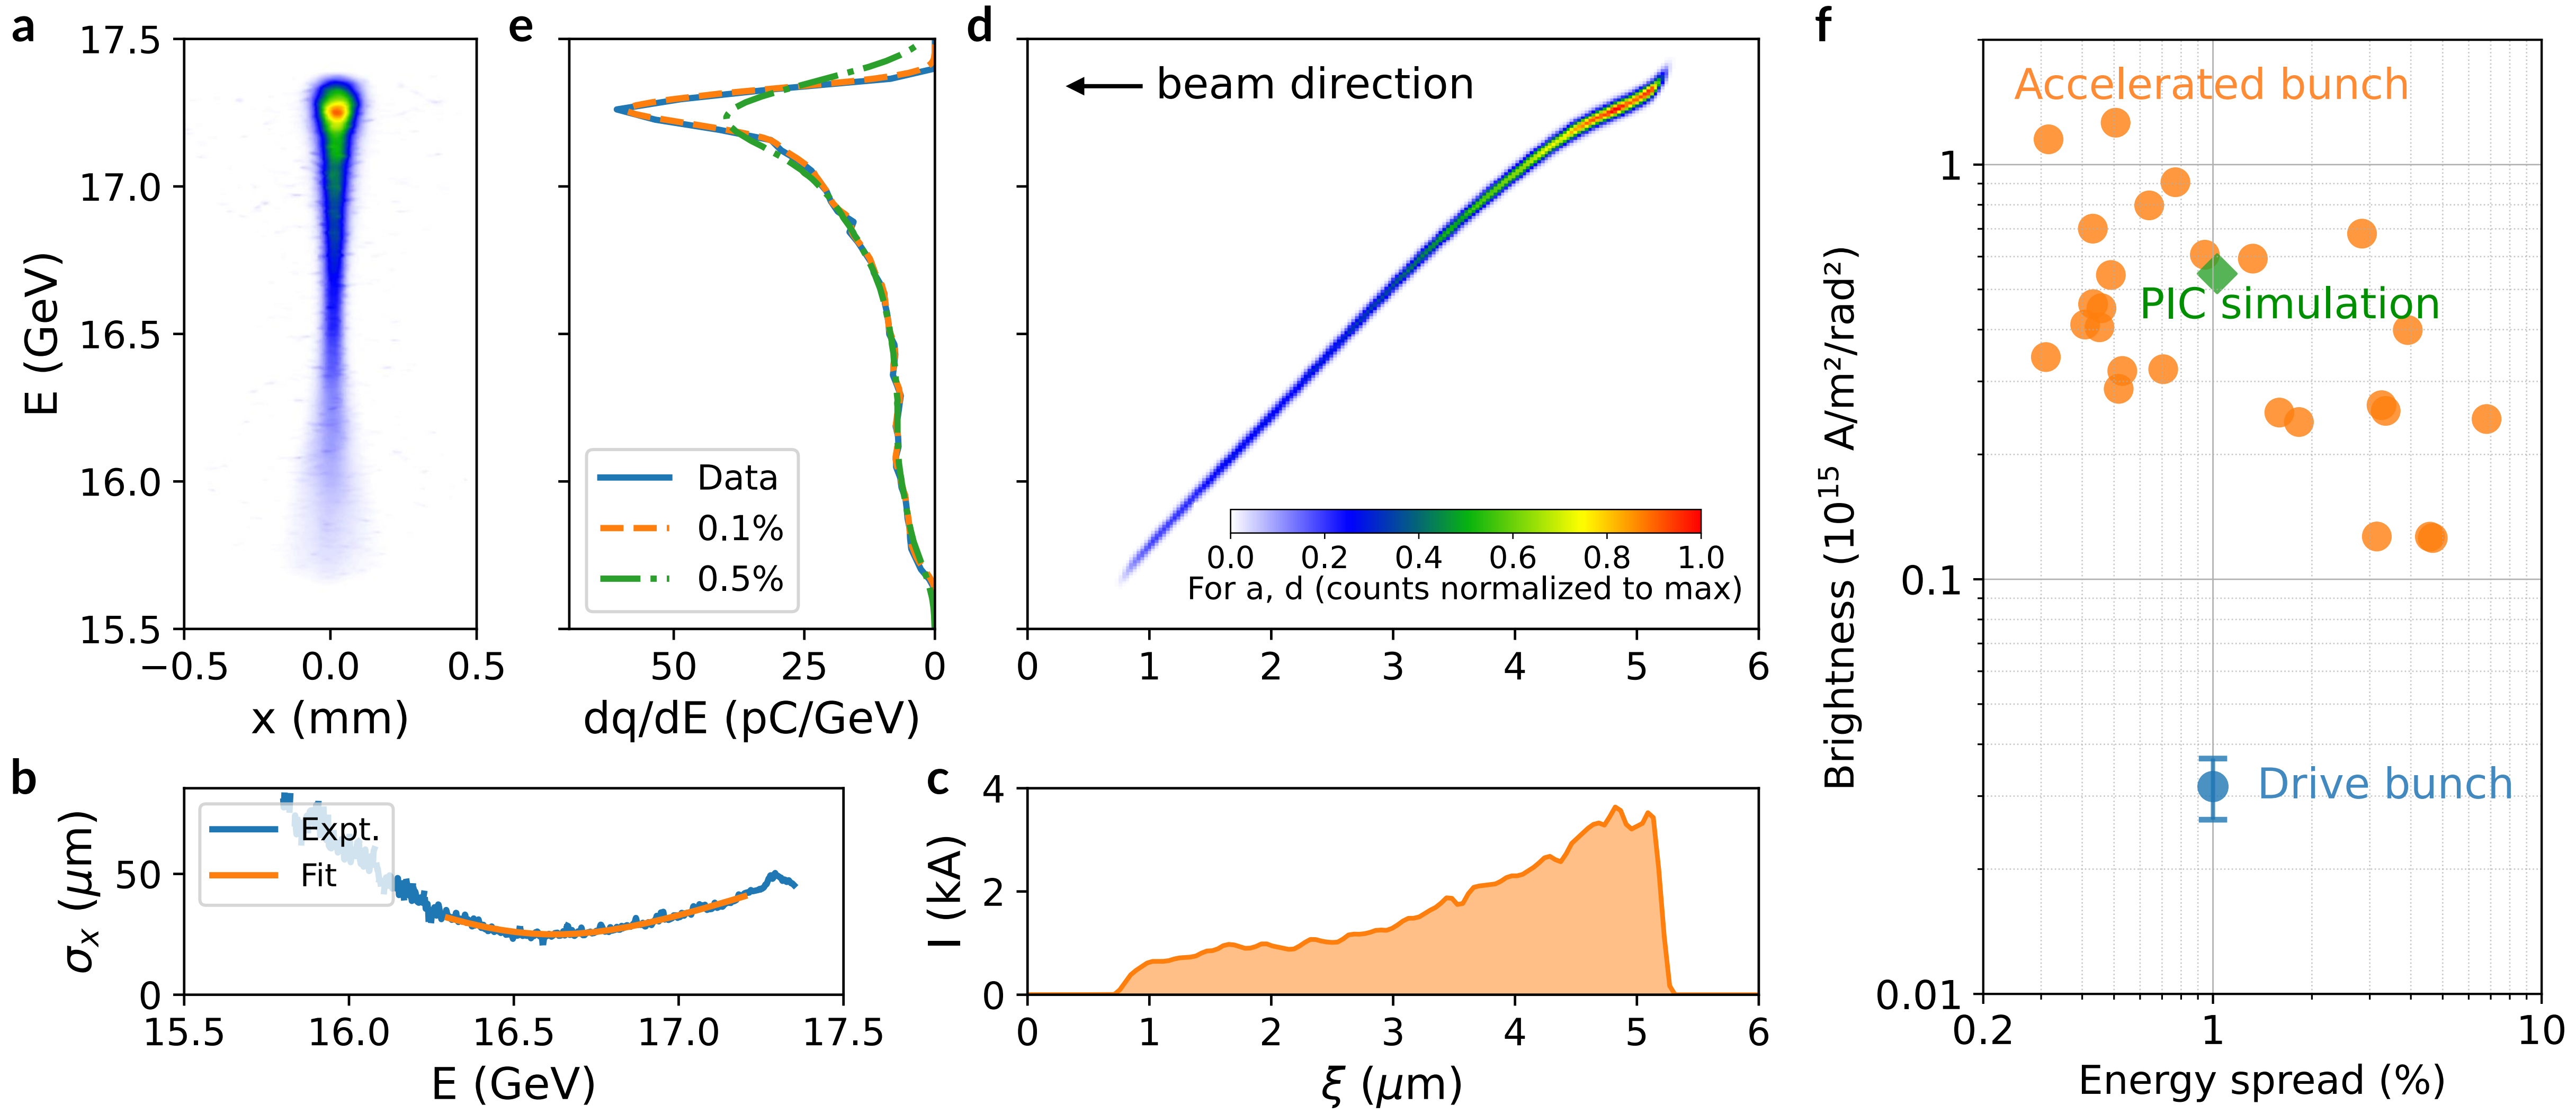 a
17.5
17.0
16.5
16.0
15.5
E (GeV)
−0.5 0.0 0.5
x (mm)
e
Data
0.1%
0.5%
50 25 0
dq/dE (pC/GeV)
d
beam direction
0.0 0.2 0.4 0.6 0.8 1.0
For a, d (counts normalized to max)
0 1 2 3 4 5 6
b
σx (μm)
50
0
Expt.
Fit
15.5 16.0 16.5 17.0 17.5
E (GeV)
c
I (kA)
4
2
0
0 1 2 3 4 5 6
ξ (μm)
f
Brightness (10¹⁵ A/m²/rad²)
1
0.1
0.01
Accelerated bunch
PIC simulation
Drive bunch
0.2 1 10
Energy spread (%)